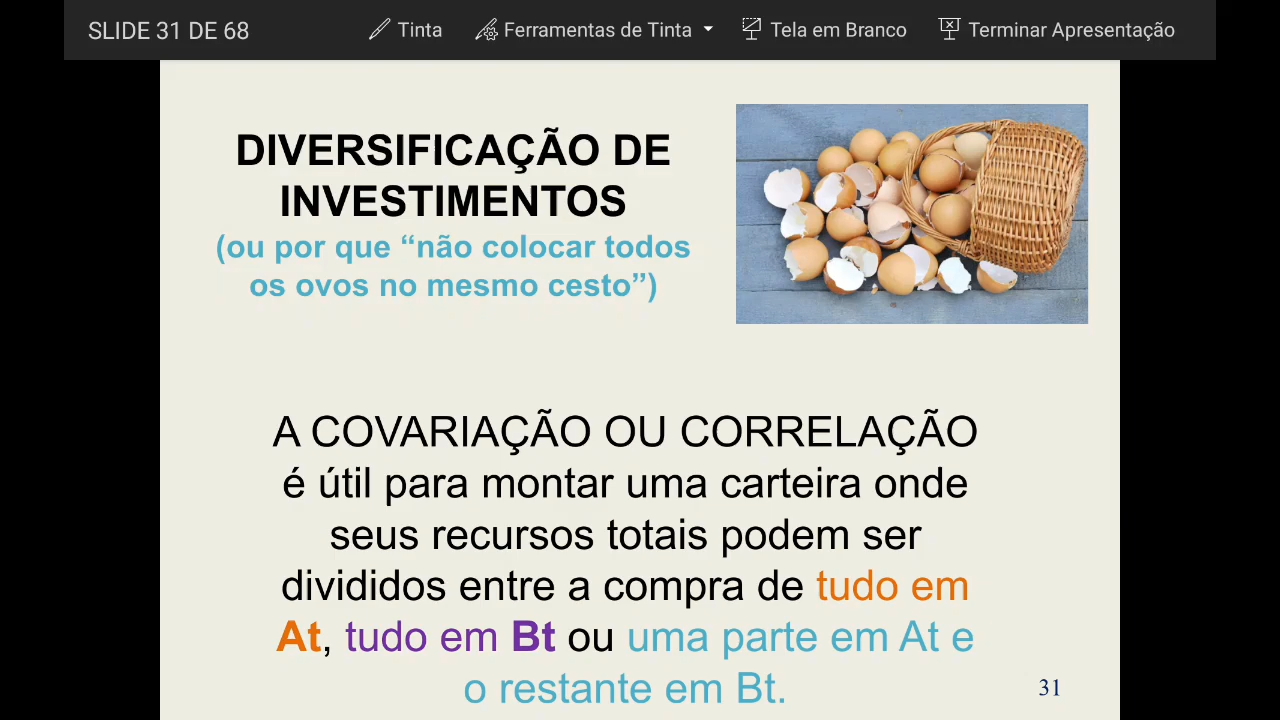 SLIDE 31 DE 68
Tinta
Ferramentas de Tinta
Tela em Branco
Terminar Apresentação
DIVERSIFICAÇÃO DE
INVESTIMENTOS
(ou por que “não colocar todos
os ovos no mesmo cesto”)
A COVARIAÇÃO OU CORRELAÇÃO
é útil para montar uma carteira onde
seus recursos totais podem ser
divididos entre a compra de tudo em
At, tudo em Bt ou uma parte em At e
o restante em Bt.
31